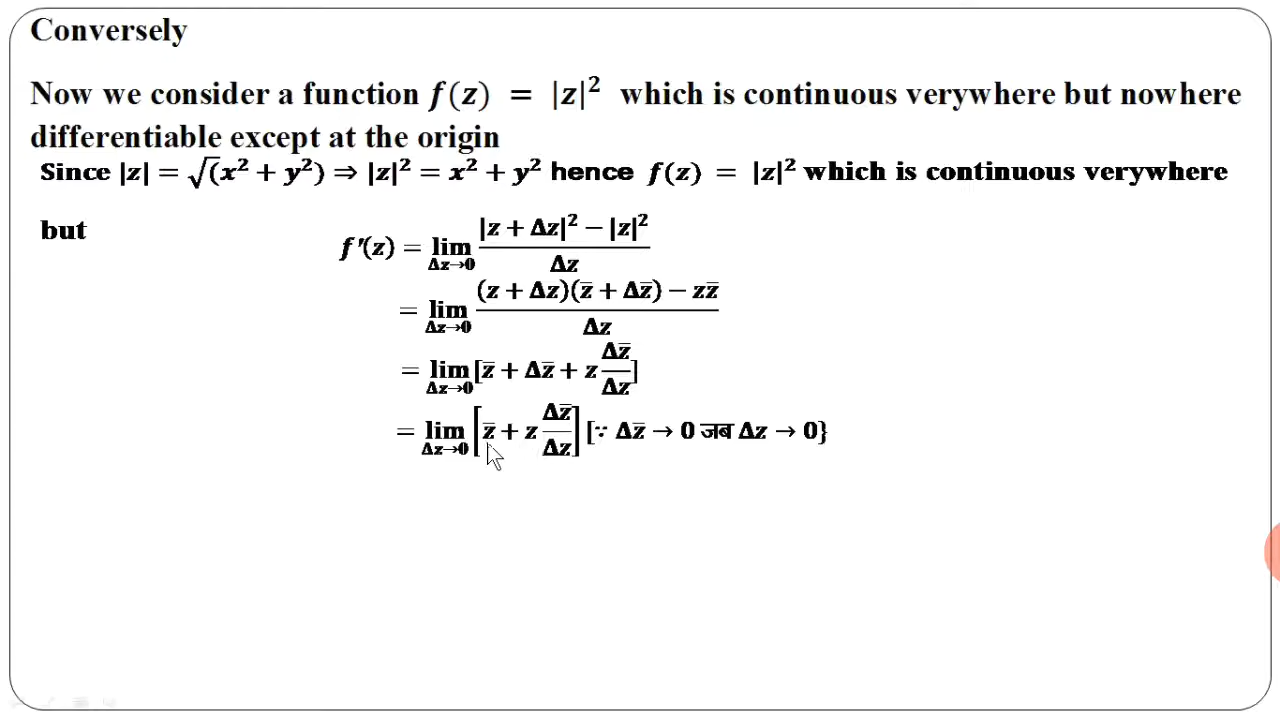 Conversely
Now we consider a function f(z) = |z|² which is continuous verywhere but nowhere
differentiable except at the origin
Since |z| = √(x² + y²) ⇒ |z|² = x² + y² hence f(z) = |z|² which is continuous verywhere
but
f′(z) = lim_{Δz→0} (|z + Δz|² − |z|²)/Δz
= lim_{Δz→0} ((z + Δz)(z̄ + Δz̄) − zz̄)/Δz
= lim_{Δz→0} [z̄ + Δz̄ + z Δz̄/Δz]
= lim_{Δz→0} [z̄ + z Δz̄/Δz] [∵ Δz̄ → 0 जब Δz → 0}